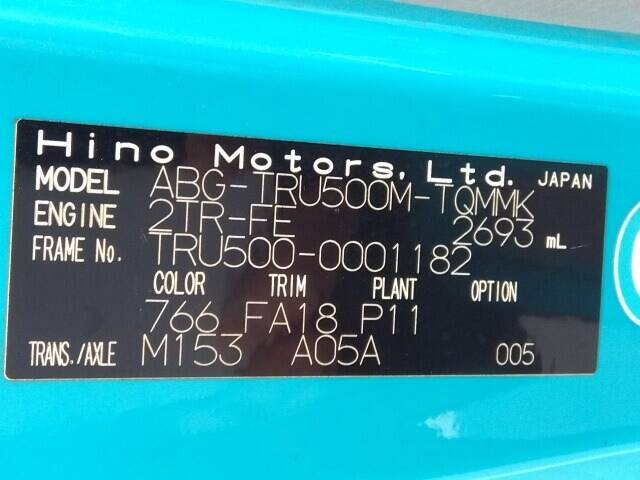 Hino Motors, Ltd. JAPAN
MODEL ABG-TRU500M-TQMMK
ENGINE 2TR-FE 2693 mL
FRAME No. TRU500-0001182
COLOR TRIM PLANT OPTION
766 FA18 P11
TRANS./AXLE M153 A05A 005